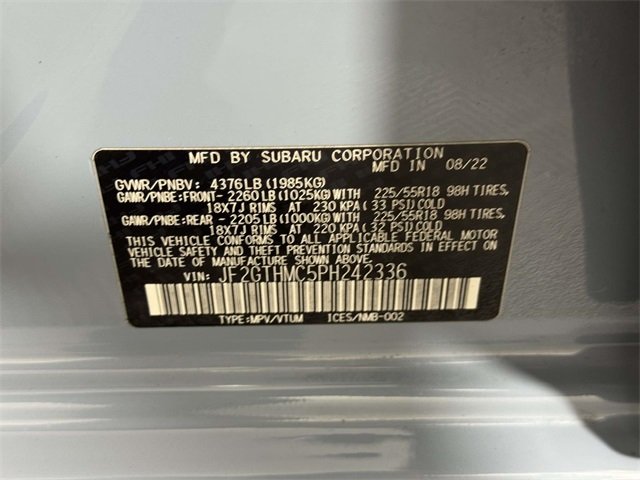 MFD BY SUBARU CORPORATION 08/22
GVWR/PNBV: 4376LB(1985KG) MFD IN JAPAN
GAWR/PNBE:FRONT- 2260LB(1025KG)WITH 225/55R18 98H TIRES,
18X7J RIMS AT 230 KPA( 33 PSI)COLD
GAWR/PNBE:REAR - 2205LB(1000KG)WITH 225/55R18 98H TIRES,
18X7J RIMS AT 220 KPA( 32 PSI)COLD
THIS VEHICLE CONFORMS TO ALL APPLICABLE FEDERAL MOTOR
VEHICLE SAFETY AND THEFT PREVENTION STANDARDS IN EFFECT
ON THE DATE OF MANUFACTURE SHOWN ABOVE.
VIN: JF2GTHMC5PH242336
TYPE:MPV/VTUM ICES/NMB-002